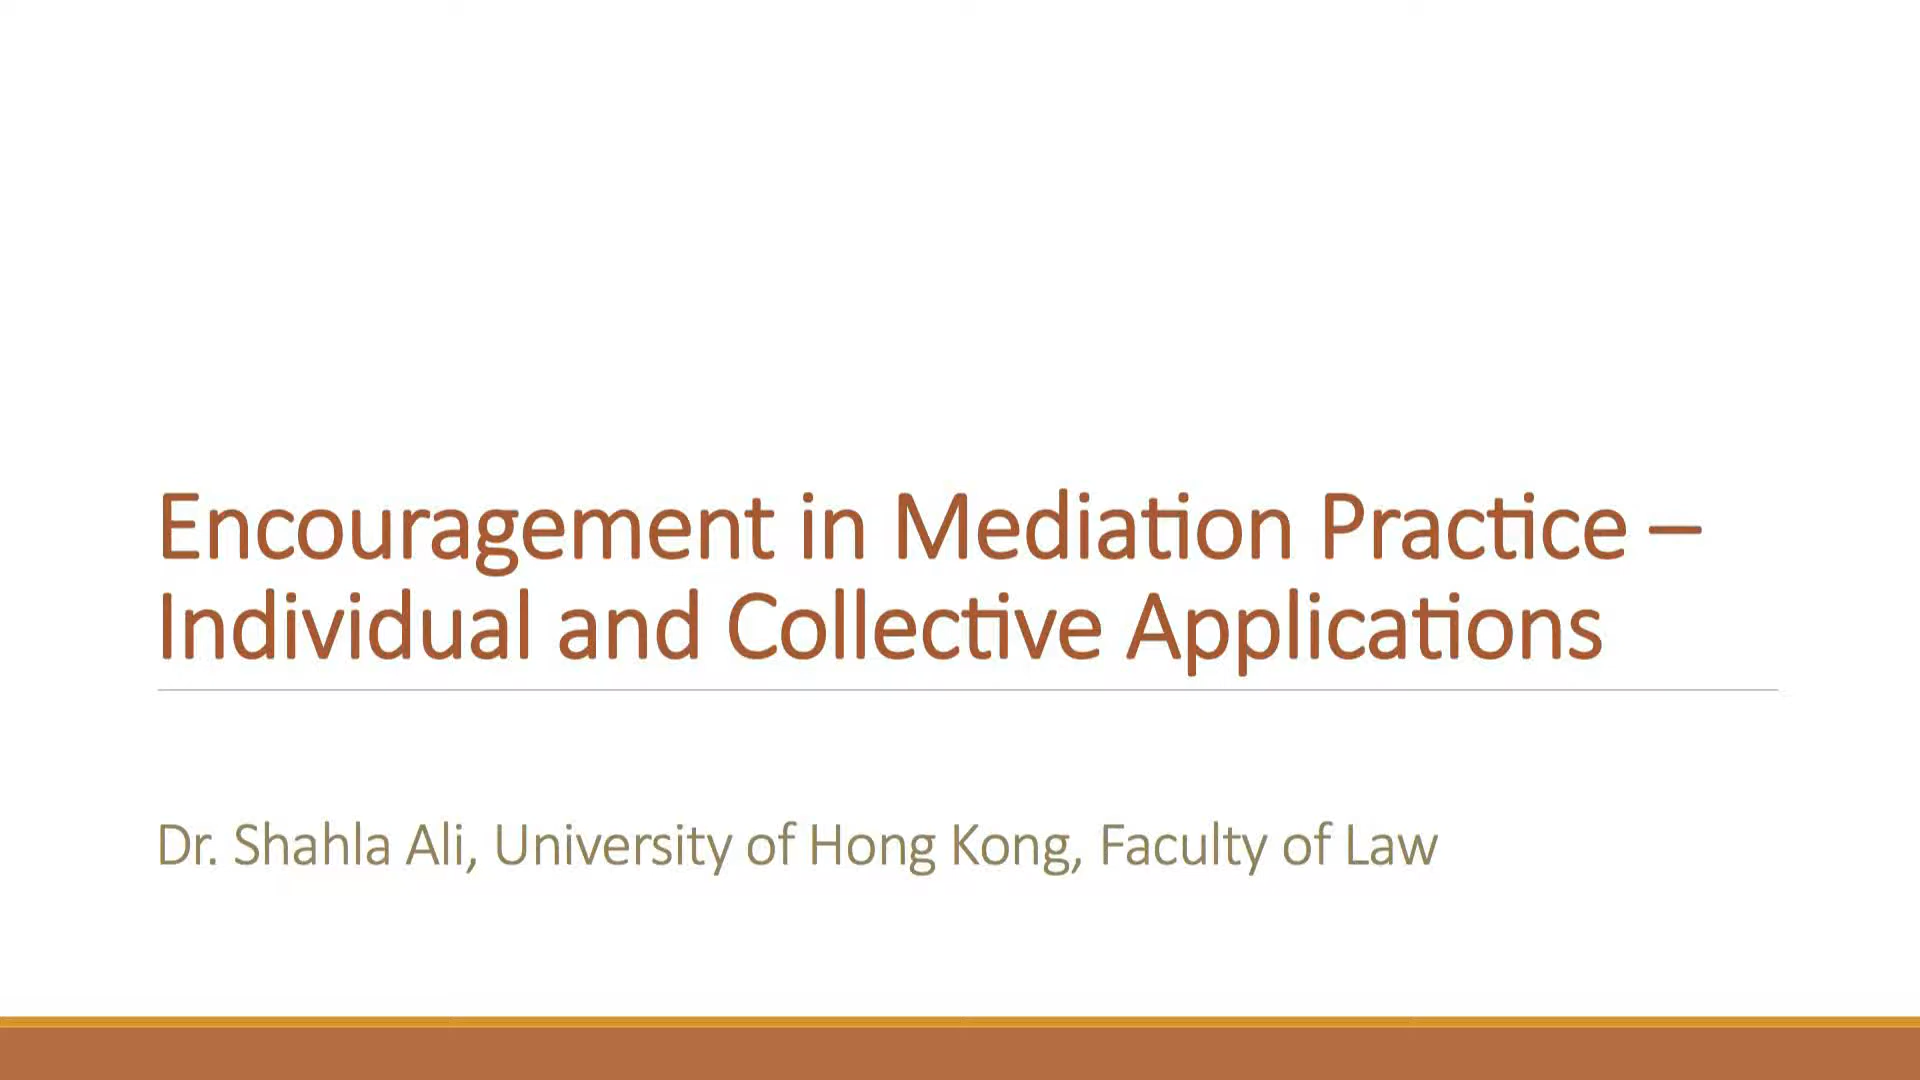 Encouragement in Mediation Practice –
Individual and Collective Applications
Dr. Shahla Ali, University of Hong Kong, Faculty of Law